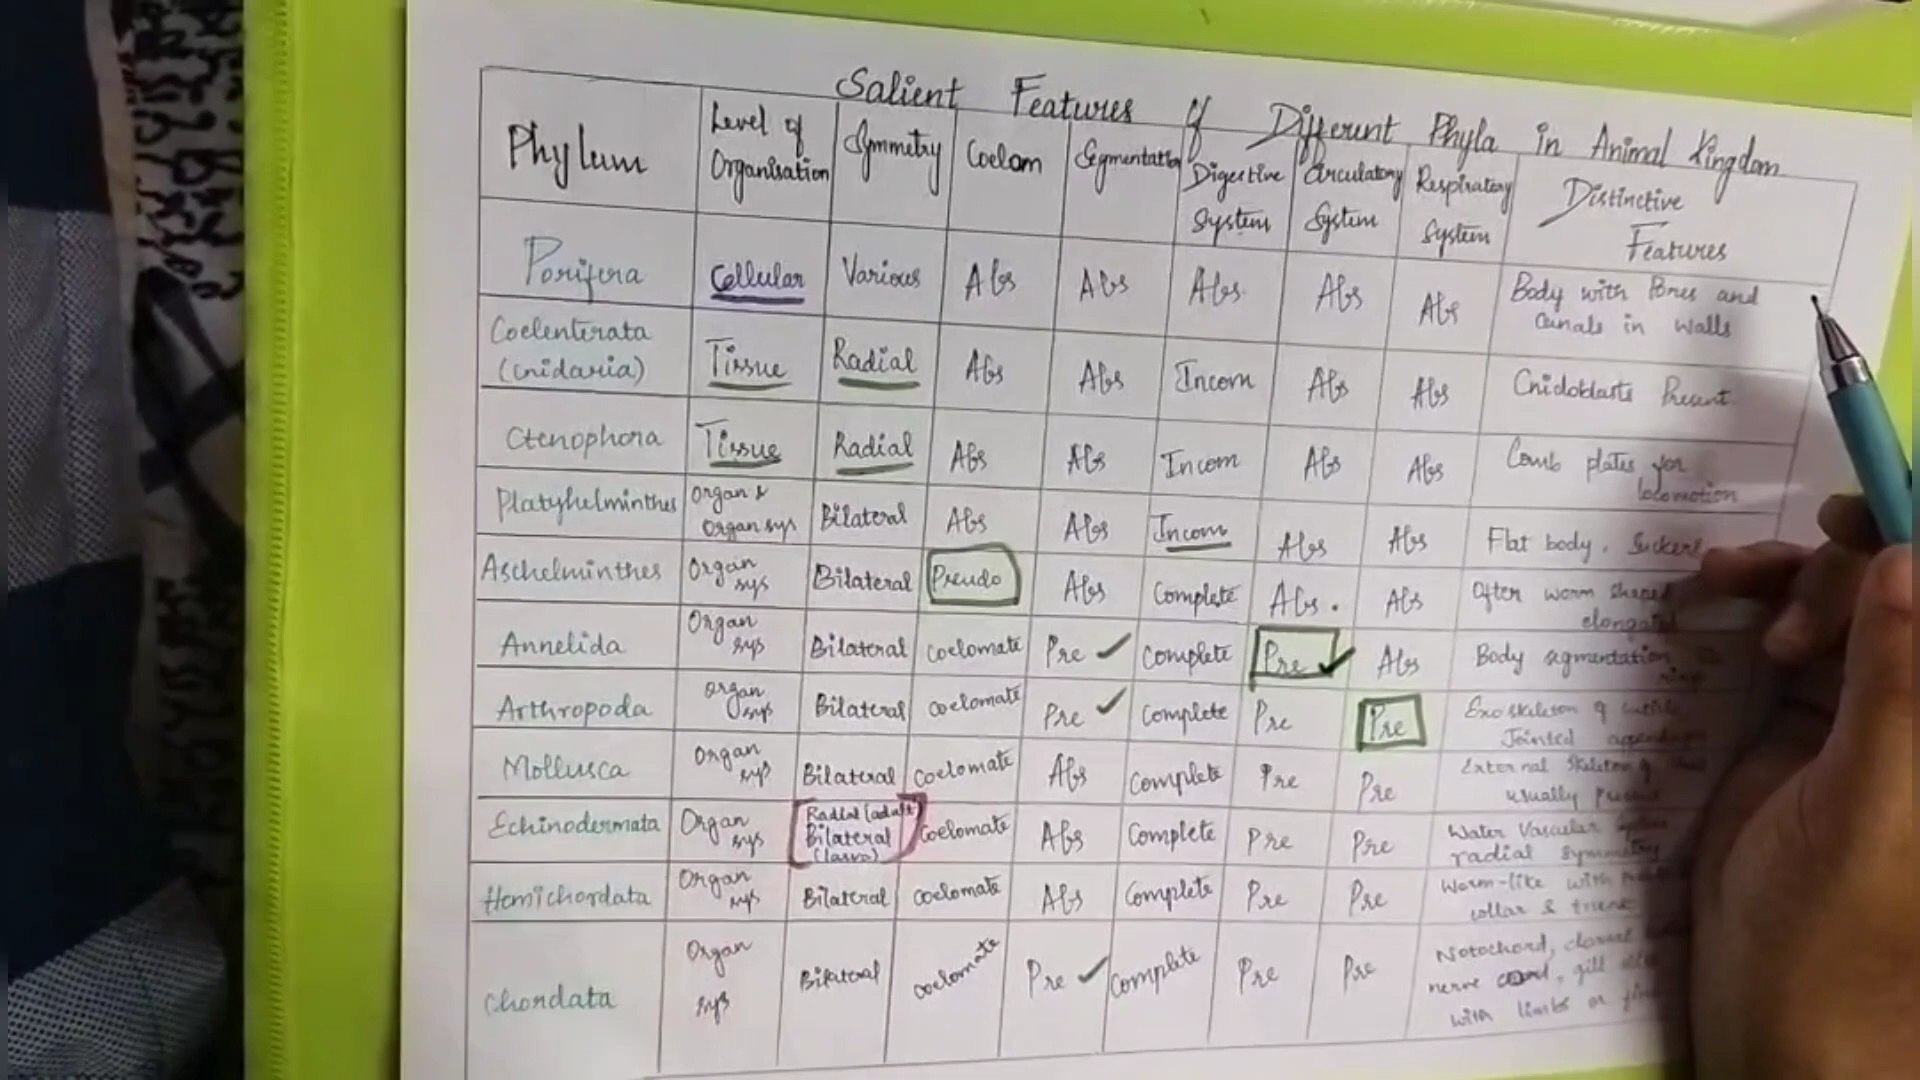 Salient Features of Different Phyla in Animal Kingdom
Phylum
Level of
Organisation
Symmetry
Coelom
Segmentation
Digestive
System
Circulatory
System
Respiratory
System
Distinctive
Features
Porifera
Cellular
Various
Abs
Abs
Abs.
Abs
Abs
Body with Pores and
Canals in walls
Coelenterata
(Cnidaria)
Tissue
Radial
Abs
Abs
Incom
Abs
Abs
Cnidoblasts Present
Ctenophora
Tissue
Radial
Abs
Abs
Incom
Abs
Abs
Comb plates for
locomotion
Platyhelminthes
Organ &
Organ sys
Bilateral
Abs
Abs
Incom
Abs
Abs
Flat body, Suckers
Aschelminthes
Organ
sys
Bilateral
Pseudo
Abs
Complete
Abs.
Abs
Often worm shaped
Annelida
Organ
sys
Bilateral
coelomate
Pre ✓
Complete
Pre ✓
Abs
Body segmentation
Arthropoda
Organ
sys
Bilateral
coelomate
Pre ✓
Complete
Pre
Pre
Exoskeleton of cuticle
Jointed
Mollusca
Organ
sys
Bilateral
coelomate
Abs
Complete
Pre
Pre
External skeleton of
usually present
Echinodermata
Organ
sys
Radial (adult)
Bilateral
(larva)
coelomate
Abs
Complete
Pre
Pre
Water Vascular
radial symmetry
Hemichordata
Organ
sys
Bilateral
coelomate
Abs
Complete
Pre
Pre
Worm-like with
collar &
Chordata
Organ
sys
Bilateral
coelomate
Pre ✓
Complete
Pre
Pre
Notochord, dorsal
nerve cord, gill
with limbs or